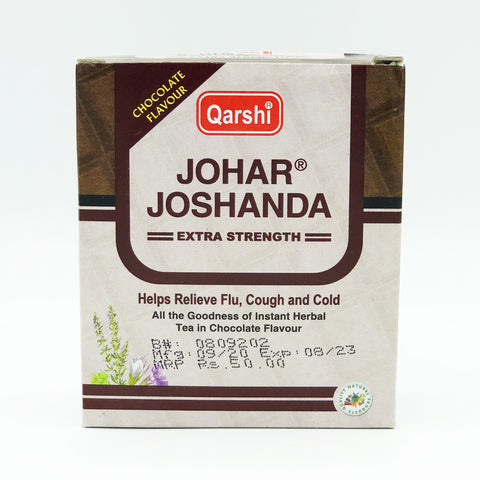 CHOCOLATE
FLAVOUR
Qarshi®
JOHAR®
JOSHANDA
EXTRA STRENGTH
Helps Relieve Flu, Cough and Cold
All the Goodness of Instant Herbal
Tea in Chocolate Flavour
B#: 0809202
Mfg:09/20 Exp:08/23
MRP Rs.50.00